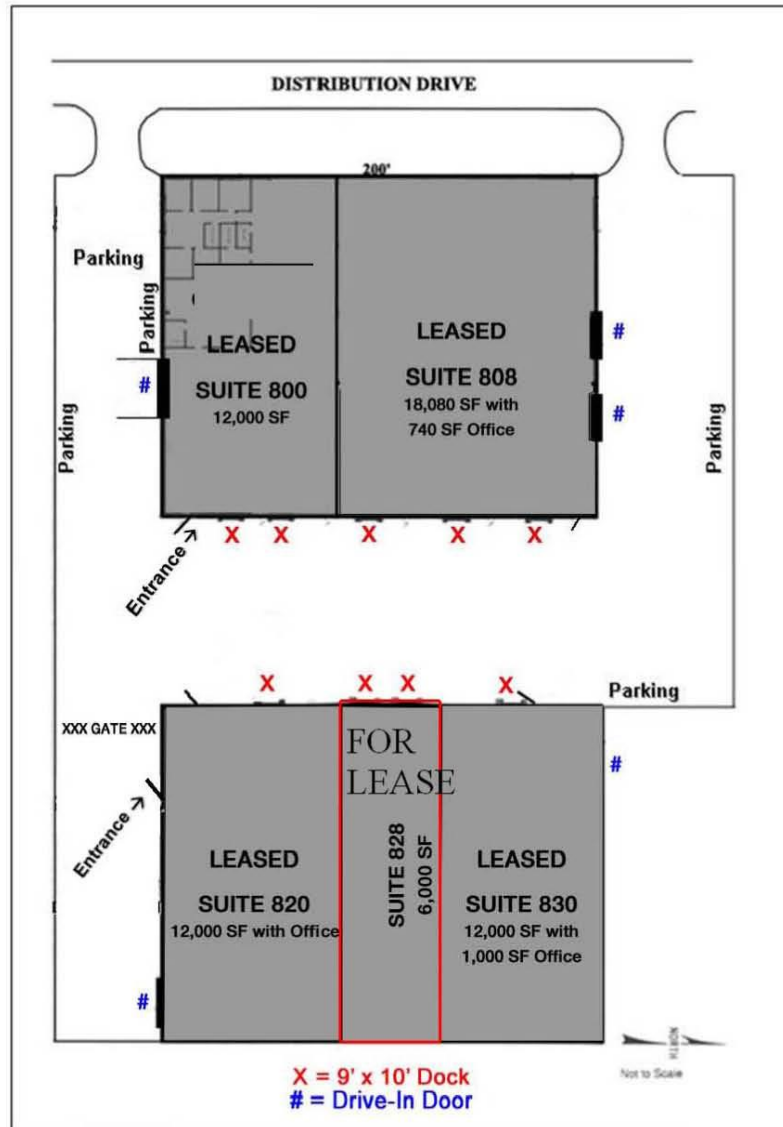 DISTRIBUTION DRIVE
200'
Parking
Parking
Parking
Parking
LEASED
SUITE 800
12,000 SF
LEASED
SUITE 808
18,080 SF with
740 SF Office
#
#
#
X X X X X
Entrance
X X X X
Parking
XXX GATE XXX
FOR
LEASE
#
Entrance
LEASED
SUITE 820
12,000 SF with Office
SUITE 828
6,000 SF
LEASED
SUITE 830
12,000 SF with
1,000 SF Office
#
NORTH
Not to Scale
X = 9' x 10' Dock
# = Drive-In Door